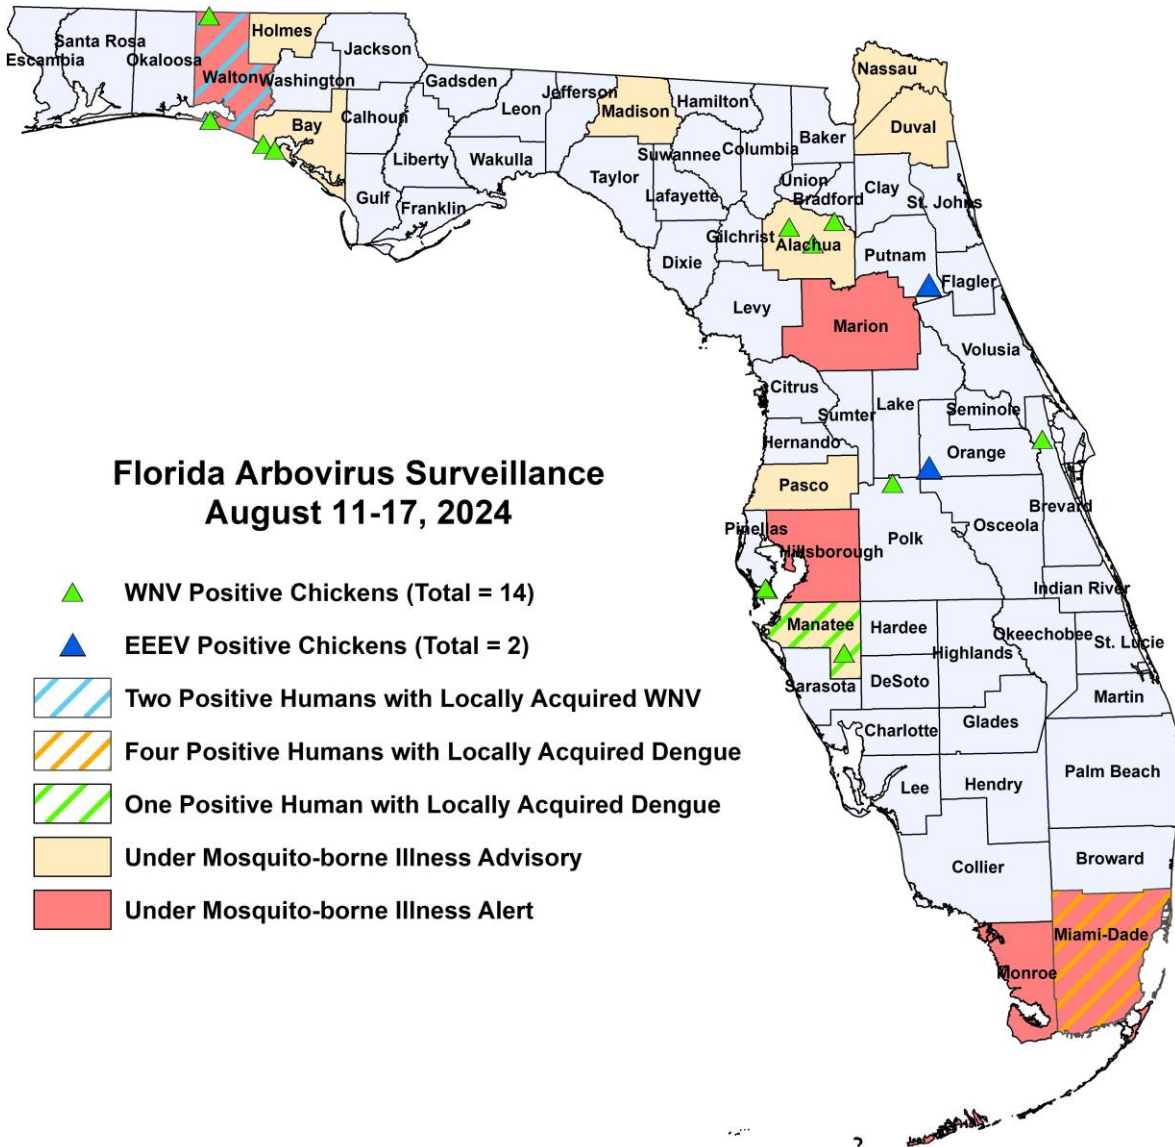 Florida Arbovirus Surveillance
August 11-17, 2024
WNV Positive Chickens (Total = 14)
EEEV Positive Chickens (Total = 2)
Two Positive Humans with Locally Acquired WNV
Four Positive Humans with Locally Acquired Dengue
One Positive Human with Locally Acquired Dengue
Under Mosquito-borne Illness Advisory
Under Mosquito-borne Illness Alert
Escambia
Santa Rosa
Okaloosa
Walton
Holmes
Washington
Jackson
Bay
Calhoun
Gulf
Gadsden
Liberty
Franklin
Leon
Wakulla
Jefferson
Madison
Taylor
Hamilton
Suwannee
Lafayette
Columbia
Dixie
Gilchrist
Baker
Union
Bradford
Alachua
Nassau
Duval
Clay
St. Johns
Putnam
Flagler
Levy
Marion
Volusia
Citrus
Sumter
Lake
Seminole
Hernando
Orange
Pasco
Brevard
Osceola
Polk
Pinellas
Hillsborough
Indian River
Manatee
Hardee
Okeechobee
Highlands
St. Lucie
Sarasota
DeSoto
Martin
Charlotte
Glades
Lee
Hendry
Palm Beach
Collier
Broward
Miami-Dade
Monroe